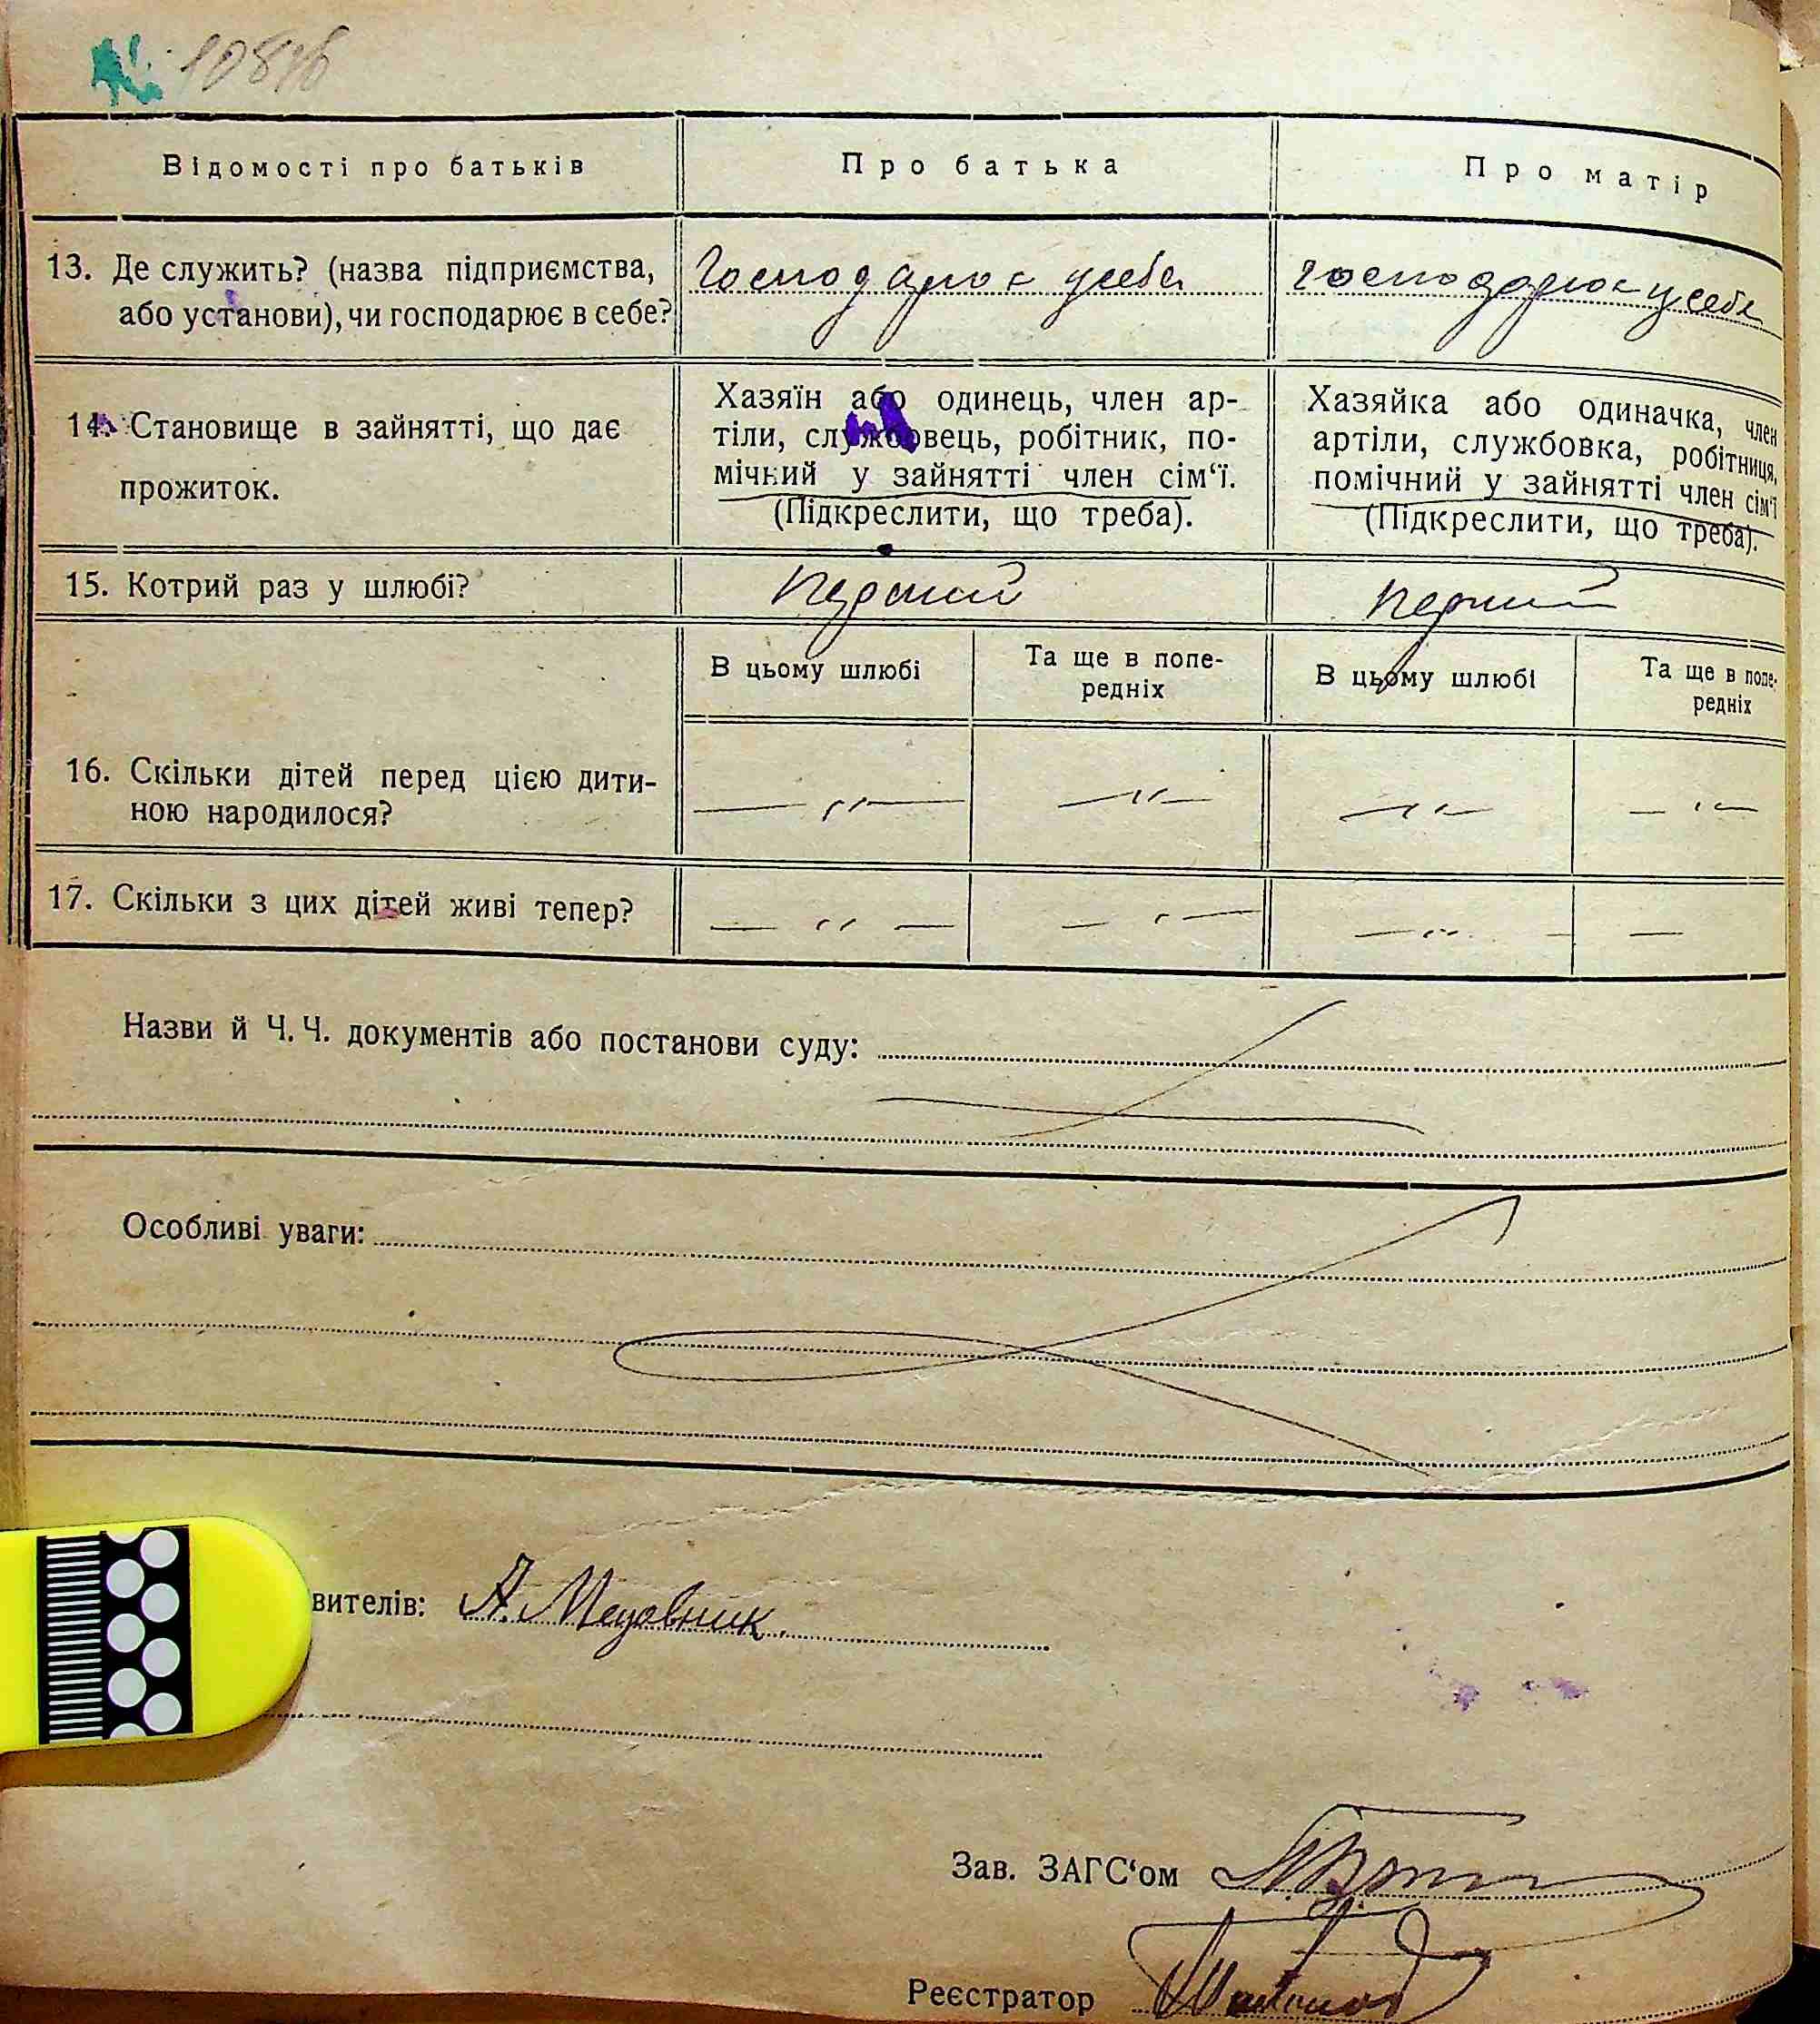 10876
Відомості про батьків
Про батька
Про матір
13. Де служить? (назва підприємства,
або установи), чи господарює в себе?
Господарює у себе
господарює у себе
14. Становище в зайнятті, що дає
прожиток.
Хазяїн або одинець, член ар-
тіли, службовець, робітник, по-
мічний у зайнятті член сім‘ї.
(Підкреслити, що треба).
Хазяйка або одиначка, член
артіли, службовка, робітниця,
помічний у зайнятті член сім‘ї
(Підкреслити, що треба).
15. Котрий раз у шлюбі?
Перший
Перший
В цьому шлюбі
Та ще в попе-
редніх
В цьому шлюбі
Та ще в попе-
редніх
16. Скільки дітей перед цією дити-
ною народилося?
— " —
— " —
— " —
— " —
17. Скільки з цих дітей живі тепер?
— " —
— " —
— " —
—
Назви й Ч. Ч. документів або постанови суду:
Особливі уваги:
вителів: А. Медовник.
Зав. ЗАГС‘ом
Реєстратор